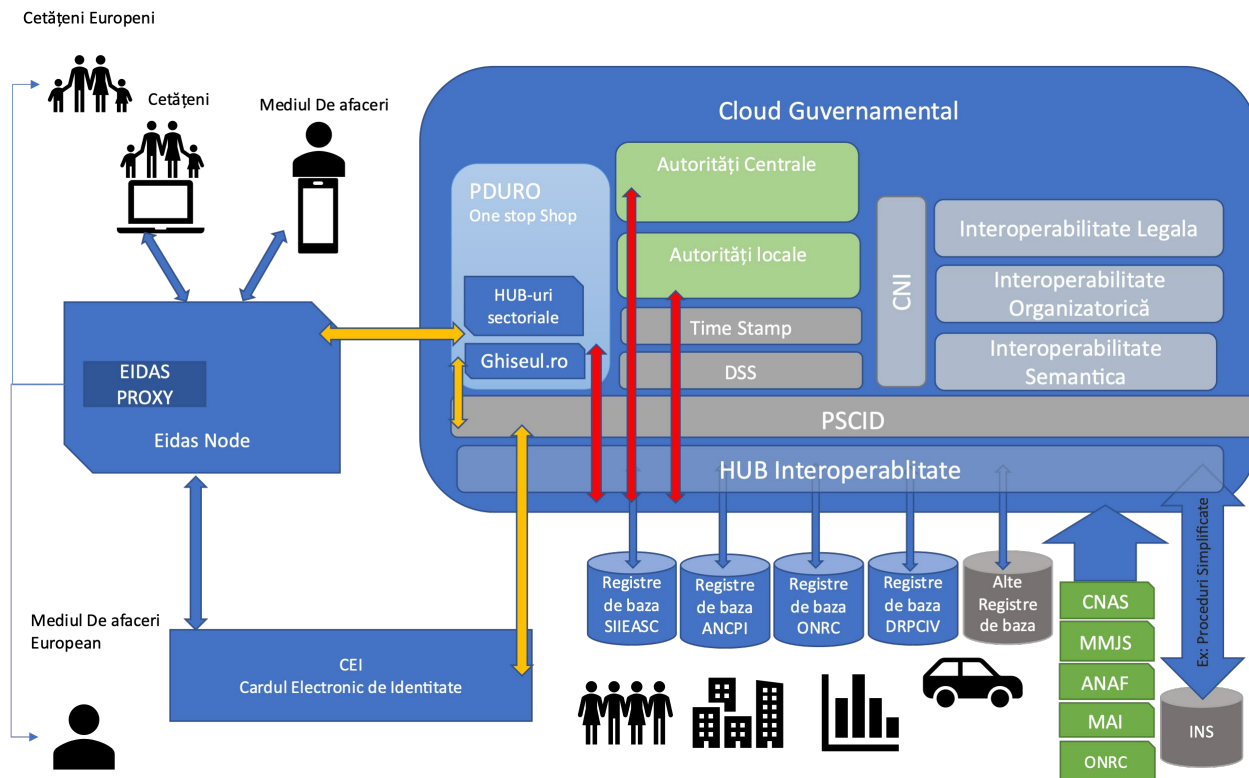 Cetățeni Europeni
Cetățeni
Mediul De afaceri
Cloud Guvernamental
PDURO
One stop Shop
HUB-uri
sectoriale
Ghiseul.ro
Autorități Centrale
Autorități locale
Time Stamp
DSS
CNI
Interoperabilitate Legala
Interoperabilitate
Organizatorică
Interoperabilitate
Semantica
PSCID
HUB Interoperablitate
EIDAS
PROXY
Eidas Node
Mediul De afaceri
European
CEI
Cardul Electronic de Identitate
Registre
de baza
SIIEASC
Registre
de baza
ANCPI
Registre
de baza
ONRC
Registre
de baza
DRPCIV
Alte
Registre
de baza
CNAS
MMJS
ANAF
MAI
ONRC
Ex: Proceduri Simplificate
INS